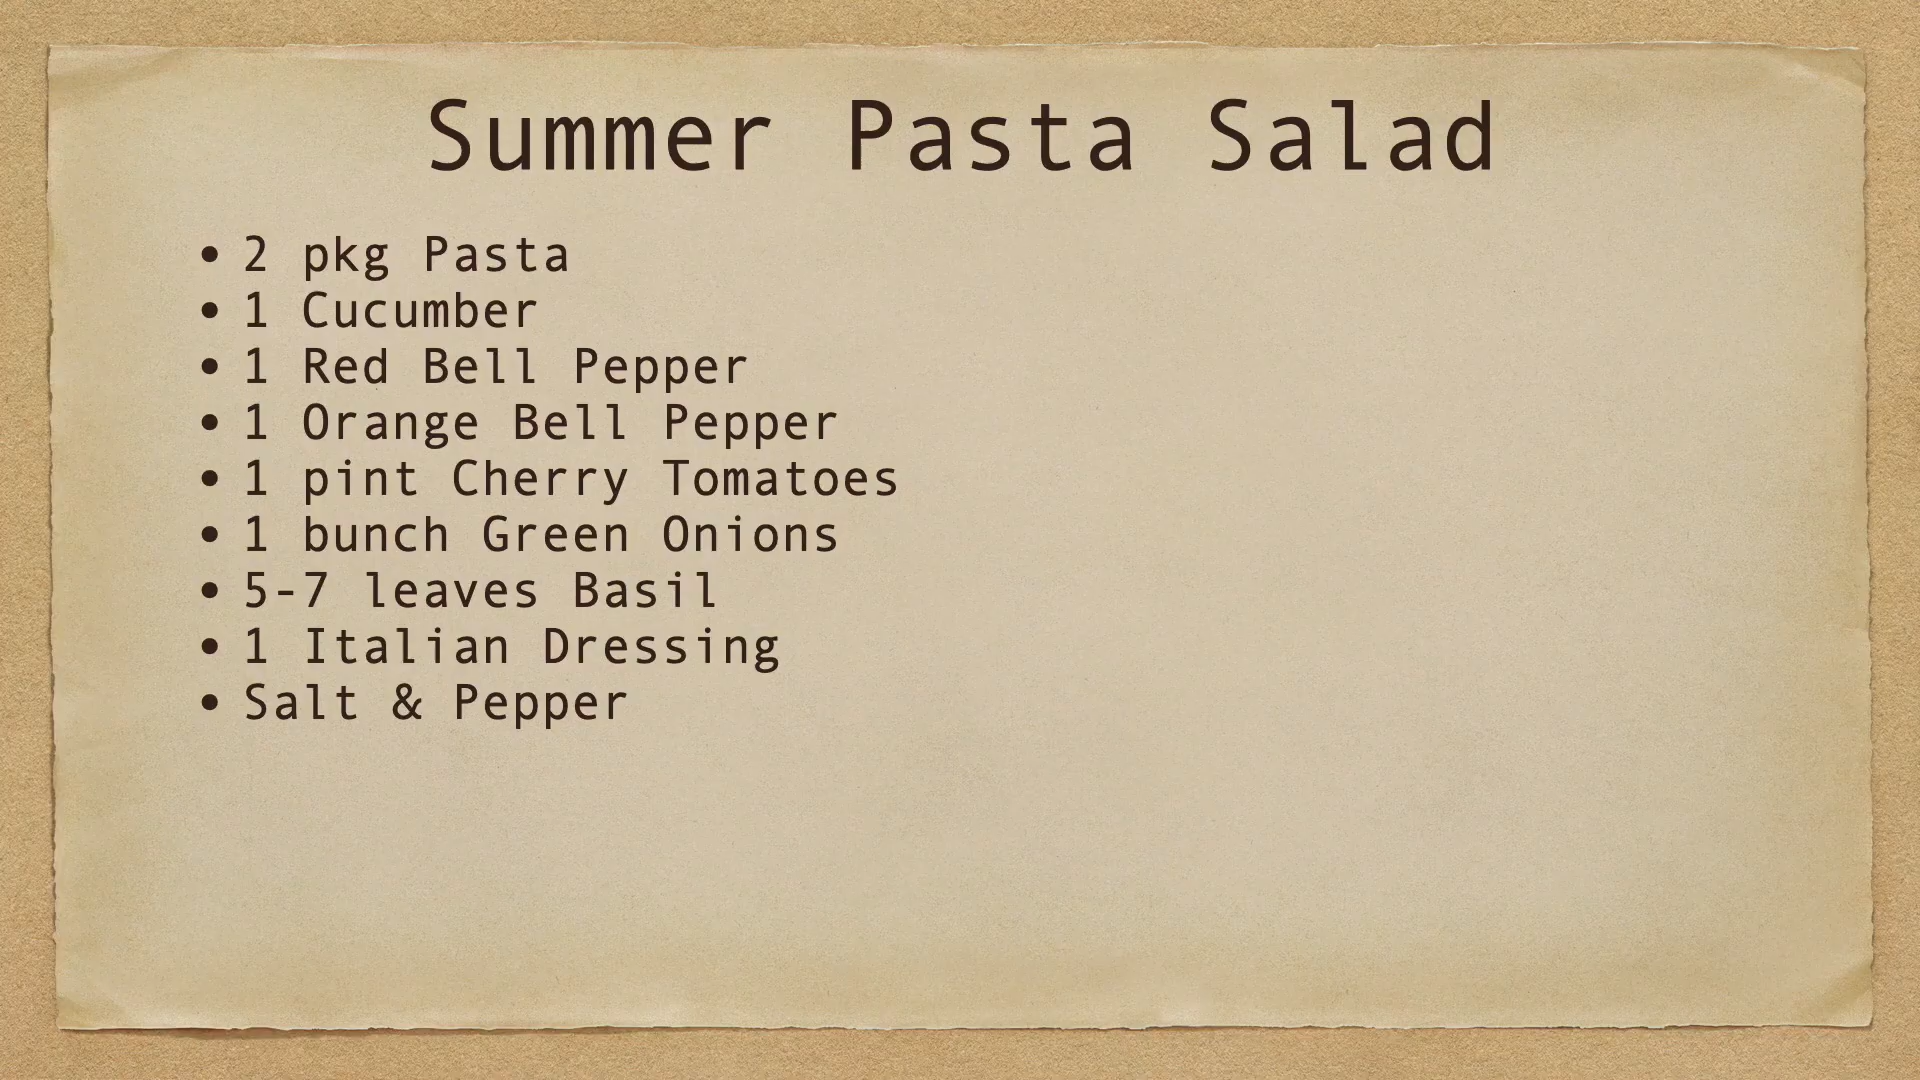 Summer Pasta Salad
• 2 pkg Pasta
• 1 Cucumber
• 1 Red Bell Pepper
• 1 Orange Bell Pepper
• 1 pint Cherry Tomatoes
• 1 bunch Green Onions
• 5-7 leaves Basil
• 1 Italian Dressing
• Salt & Pepper